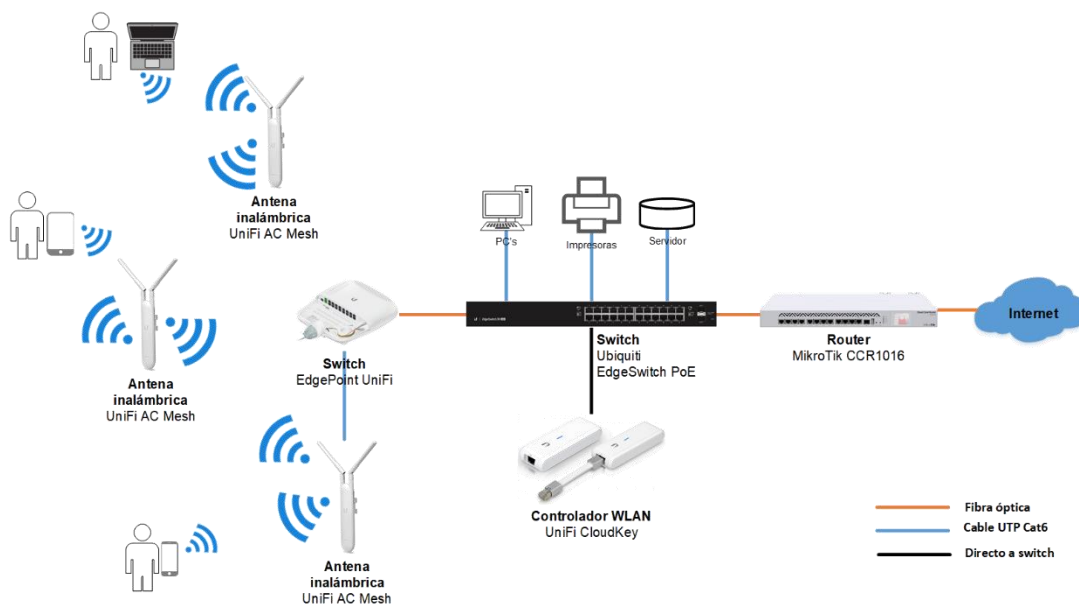 Antena
inalámbrica
UniFi AC Mesh
PC's
Impresoras
Servidor
Antena
inalámbrica
UniFi AC Mesh
Switch
EdgePoint UniFi
Switch
Ubiquiti
EdgeSwitch PoE
Router
MikroTik CCR1016
Internet
Antena
inalámbrica
UniFi AC Mesh
Controlador WLAN
UniFi CloudKey
Fibra óptica
Cable UTP Cat6
Directo a switch